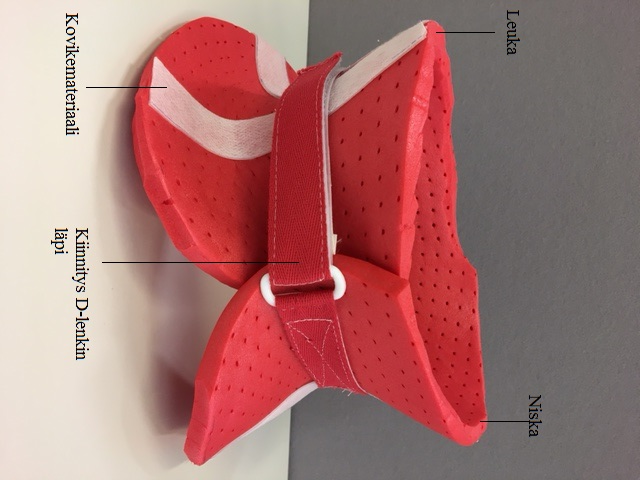 Leuka
Kovikemateriaali
Kiinnitys D-lenkin
läpi
Niska